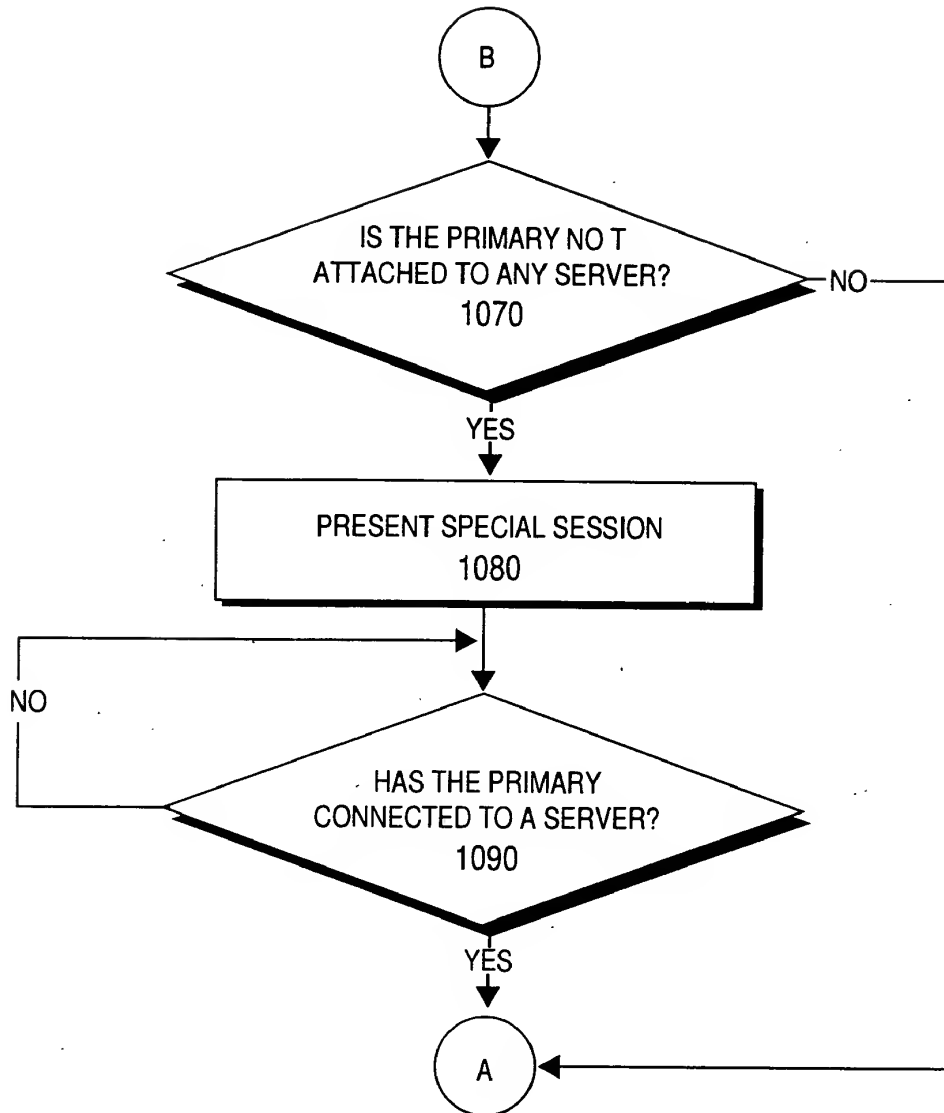 B
IS THE PRIMARY NO T
ATTACHED TO ANY SERVER?
1070
NO
YES
PRESENT SPECIAL SESSION
1080
NO
HAS THE PRIMARY
CONNECTED TO A SERVER?
1090
YES
A